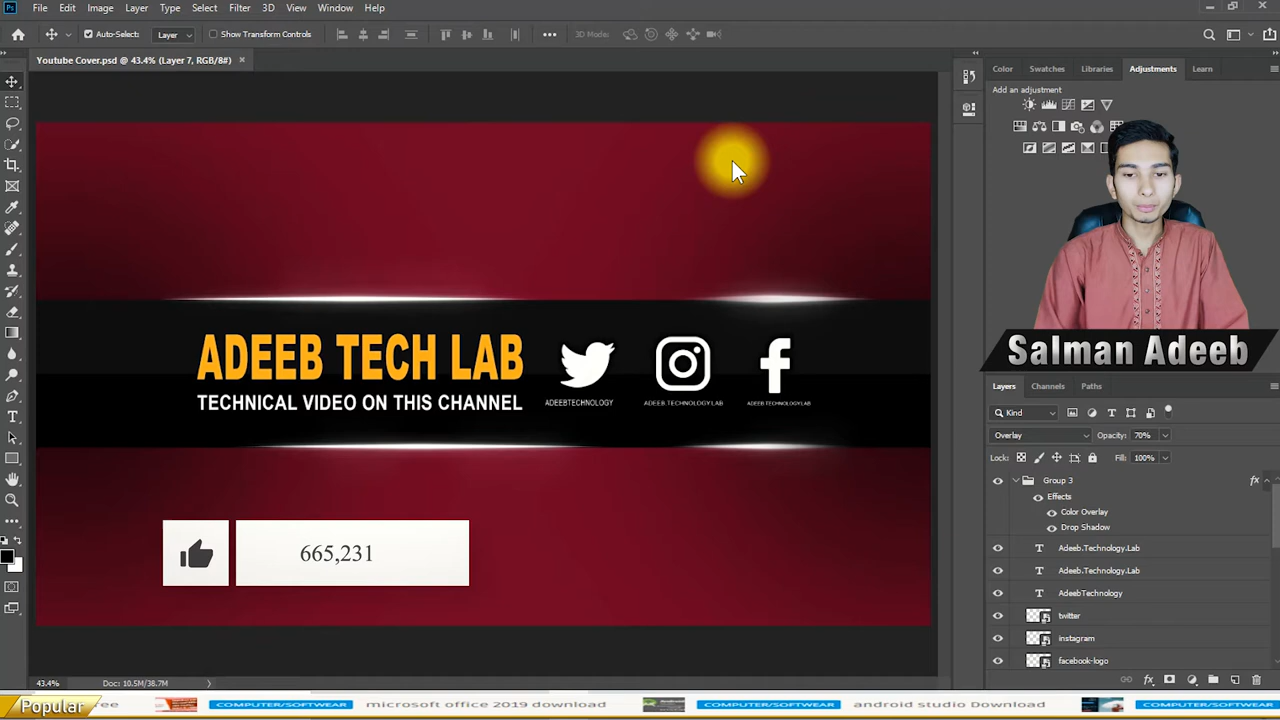 Ps File Edit Image Layer Type Select Filter 3D View Window Help
Auto-Select: Layer Show Transform Controls 3D Mode:
Youtube Cover.psd @ 43.4% (Layer 7, RGB/8#) ×
Color Swatches Libraries Adjustments Learn
Add an adjustment
ADEEB TECH LAB
TECHNICAL VIDEO ON THIS CHANNEL
ADEEBTECHNOLOGY
ADEEB.TECHNOLOGY.LAB
ADEEB.TECHNOLOGY.LAB
665,231
Salman Adeeb
Layers Channels Paths
Kind
Overlay Opacity: 70%
Lock: Fill: 100%
Group 3 fx
Effects
Color Overlay
Drop Shadow
T Adeeb.Technology.Lab
T Adeeb.Technology.Lab
T AdeebTechnology
twitter
instagram
facebook-logo
43.4% Doc: 10.5M/38.7M
Popular ree COMPUTER/SOFTWEAR microsoft office 2019 download COMPUTER/SOFTWEAR android studio Download COMPUTER/SOFTWEAR